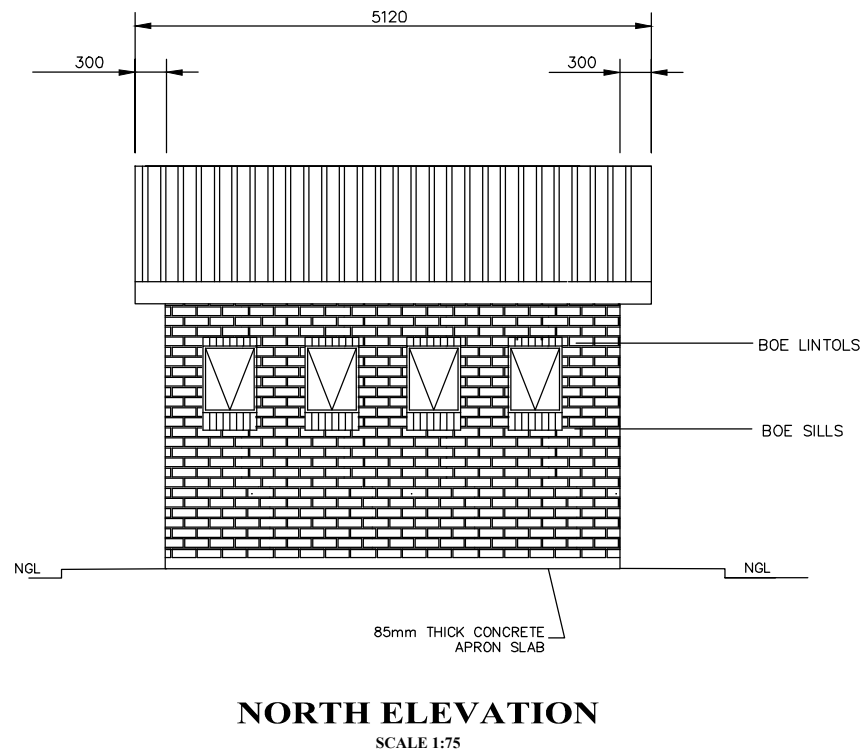 5120
300
300
BOE LINTOLS
BOE SILLS
NGL
NGL
85mm THICK CONCRETE
APRON SLAB
NORTH ELEVATION
SCALE 1:75